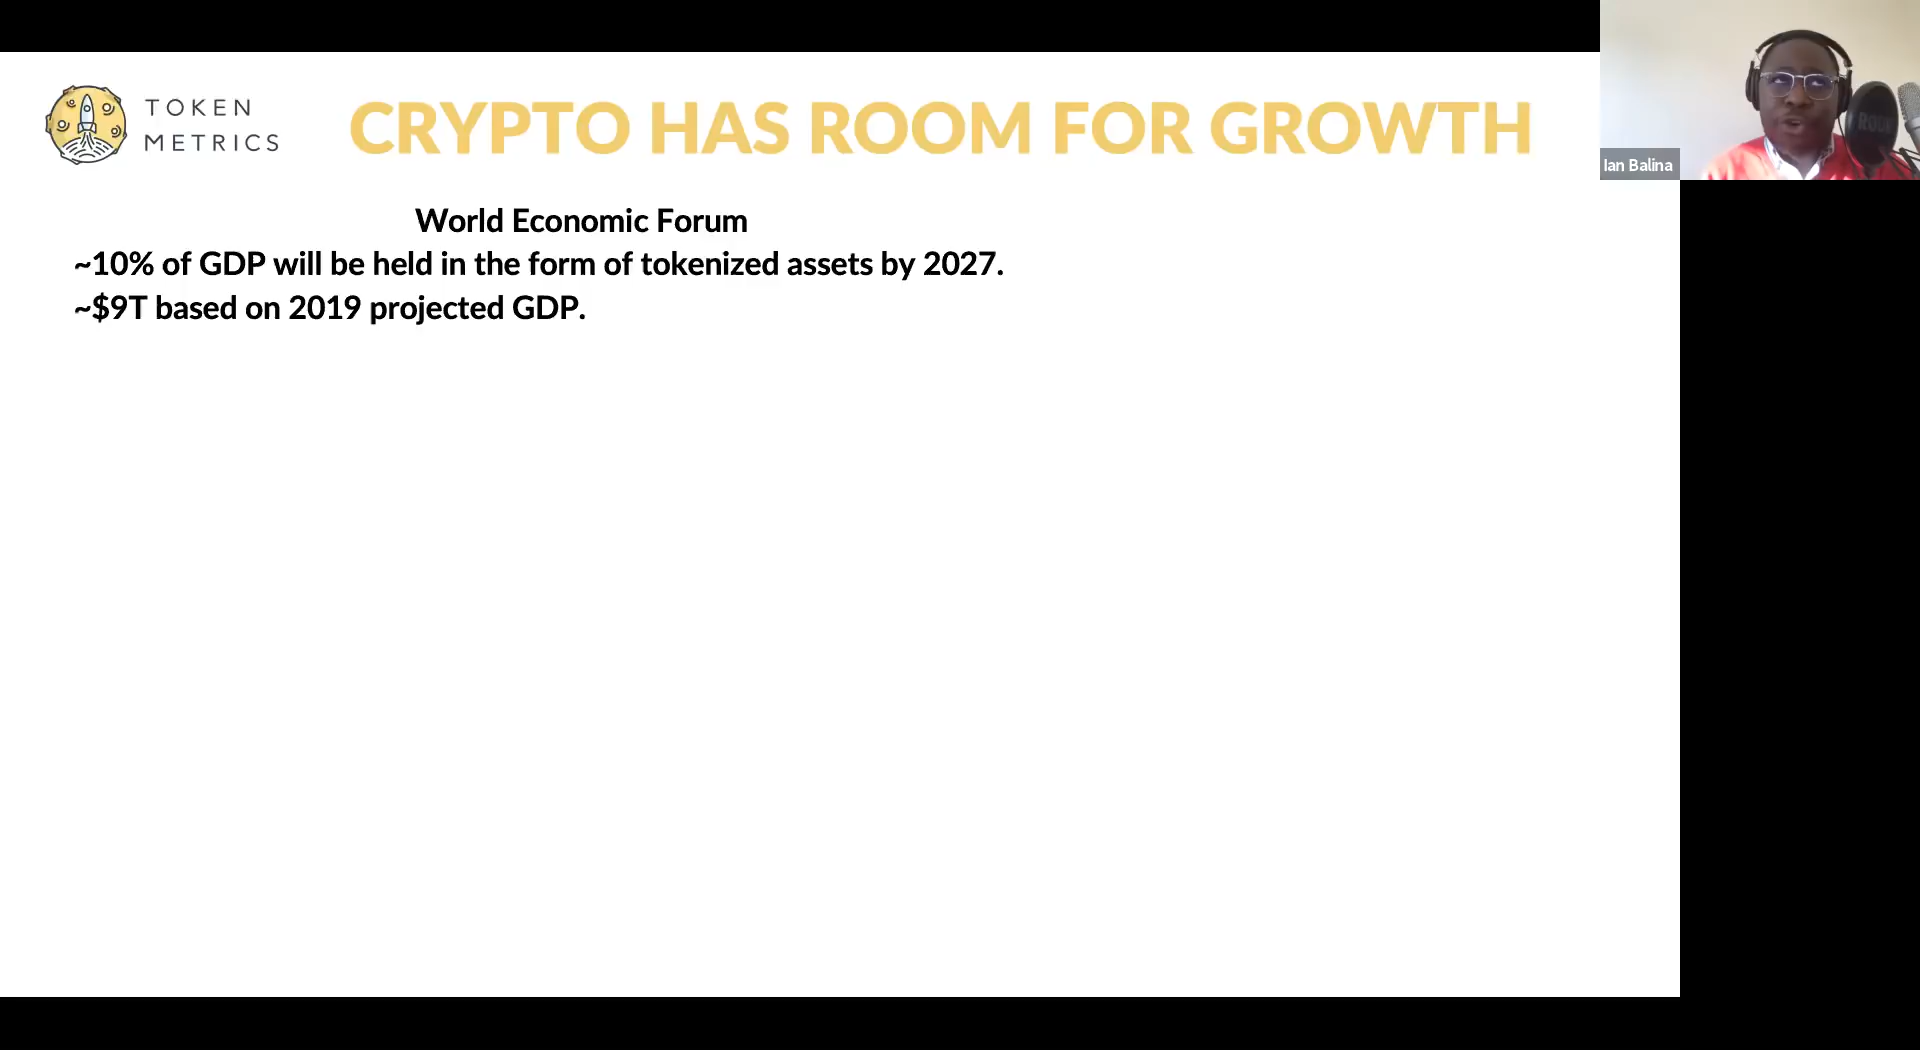 TOKEN
METRICS
CRYPTO HAS ROOM FOR GROWTH
Ian Balina
World Economic Forum
~10% of GDP will be held in the form of tokenized assets by 2027.
~$9T based on 2019 projected GDP.